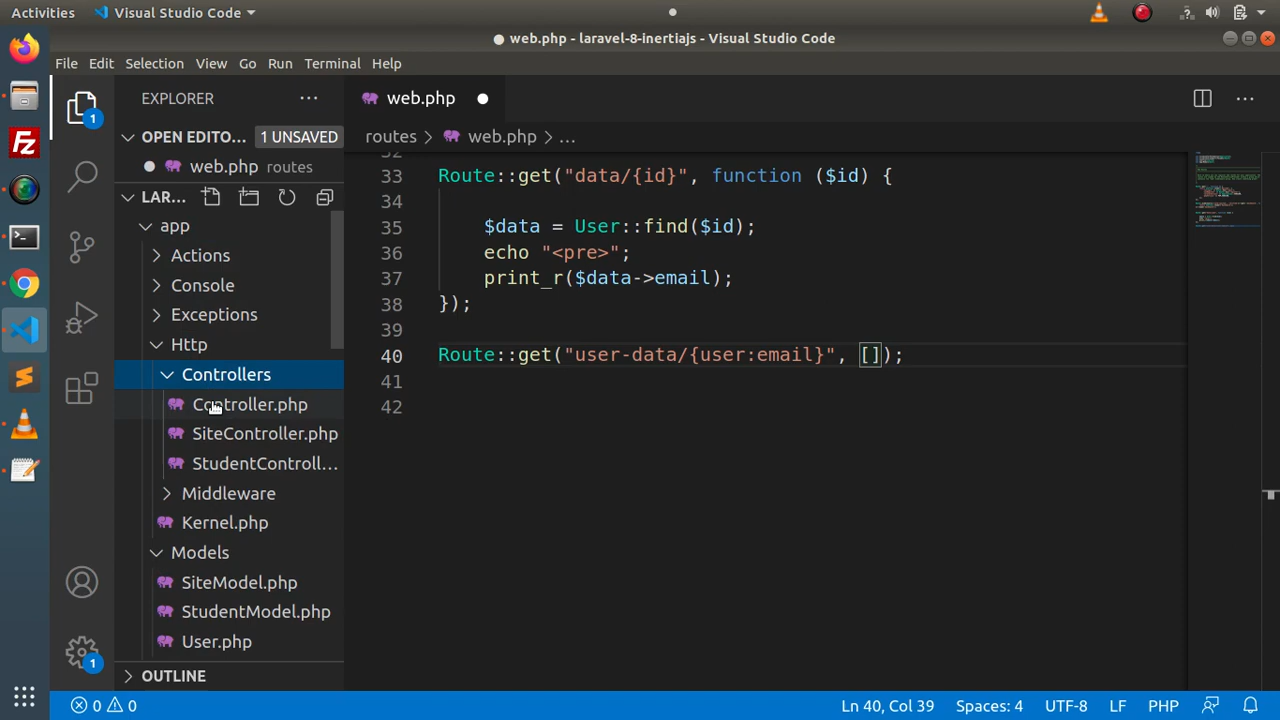 Activities
Visual Studio Code
web.php - laravel-8-inertiajs - Visual Studio Code
File Edit Selection View Go Run Terminal Help
EXPLORER
OPEN EDITO... 1 UNSAVED
web.php routes
LAR...
app
Actions
Console
Exceptions
Http
Controllers
Controller.php
SiteController.php
StudentControll...
Middleware
Kernel.php
Models
SiteModel.php
StudentModel.php
User.php
OUTLINE
1
1
web.php
routes > web.php > ...
33 Route::get("data/{id}", function ($id) {
34
35 $data = User::find($id);
36 echo "<pre>";
37 print_r($data->email);
38 });
39
40 Route::get("user-data/{user:email}", []);
41
42
0 0
Ln 40, Col 39 Spaces: 4 UTF-8 LF PHP